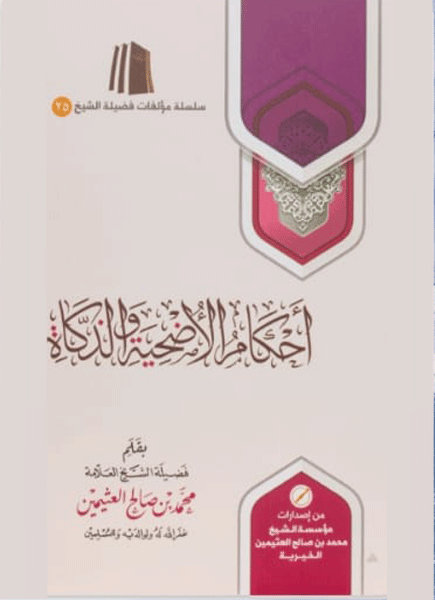 سلسلة مؤلفات فضيلة الشيخ ٢٥
أحكام الأضحية والذكاة
بقلم
فضيلة الشيخ العلامة
محمد بن صالح العثيمين
غفر الله له ولوالديه وللمسلمين
من إصدارات
مؤسسة الشيخ
محمد بن صالح العثيمين
الخيرية